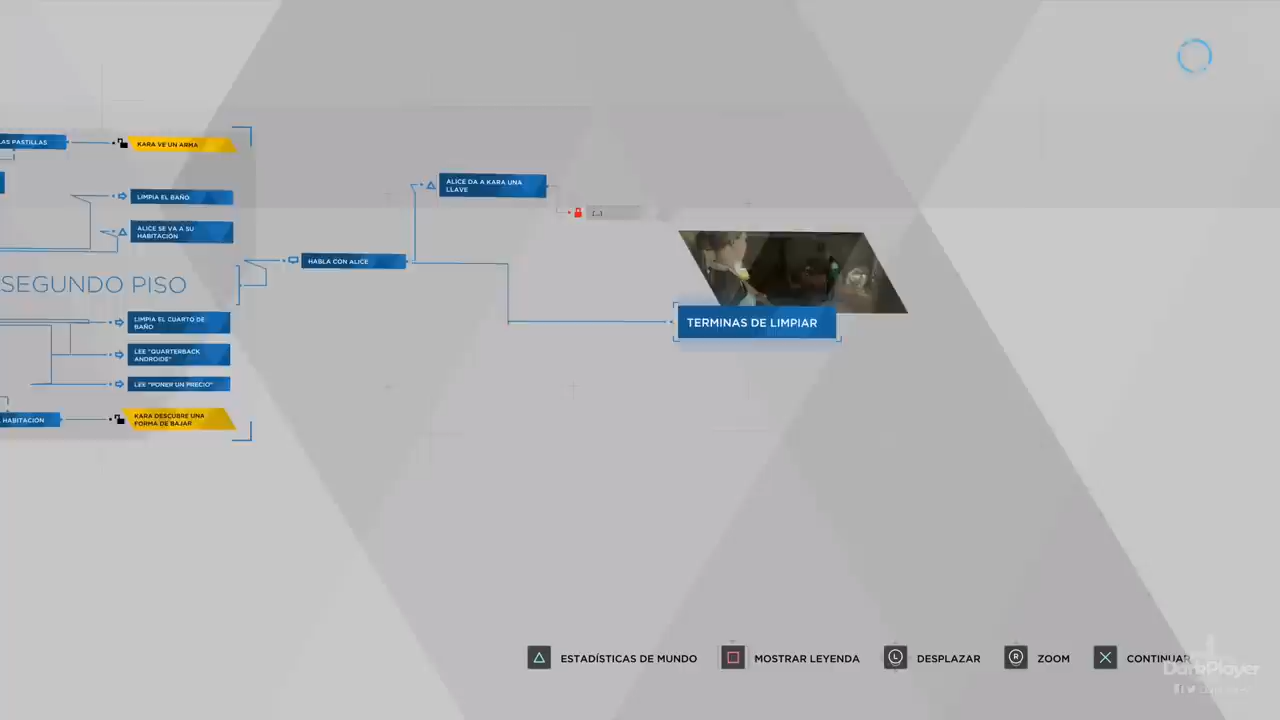 LAS PASTILLAS
KARA VE UN ARMA
LIMPIA EL BAÑO
ALICE SE VA A SU
HABITACIÓN
SEGUNDO PISO
LIMPIA EL CUARTO DE
BAÑO
LEE "QUARTERBACK
ANDROIDE"
LEE "PONER UN PRECIO"
HABITACIÓN
KARA DESCUBRE UNA
FORMA DE BAJAR
HABLA CON ALICE
ALICE DA A KARA UNA
LLAVE
[...]
TERMINAS DE LIMPIAR
ESTADÍSTICAS DE MUNDO
MOSTRAR LEYENDA
L
DESPLAZAR
R
ZOOM
CONTINUAR
DarkPlayer